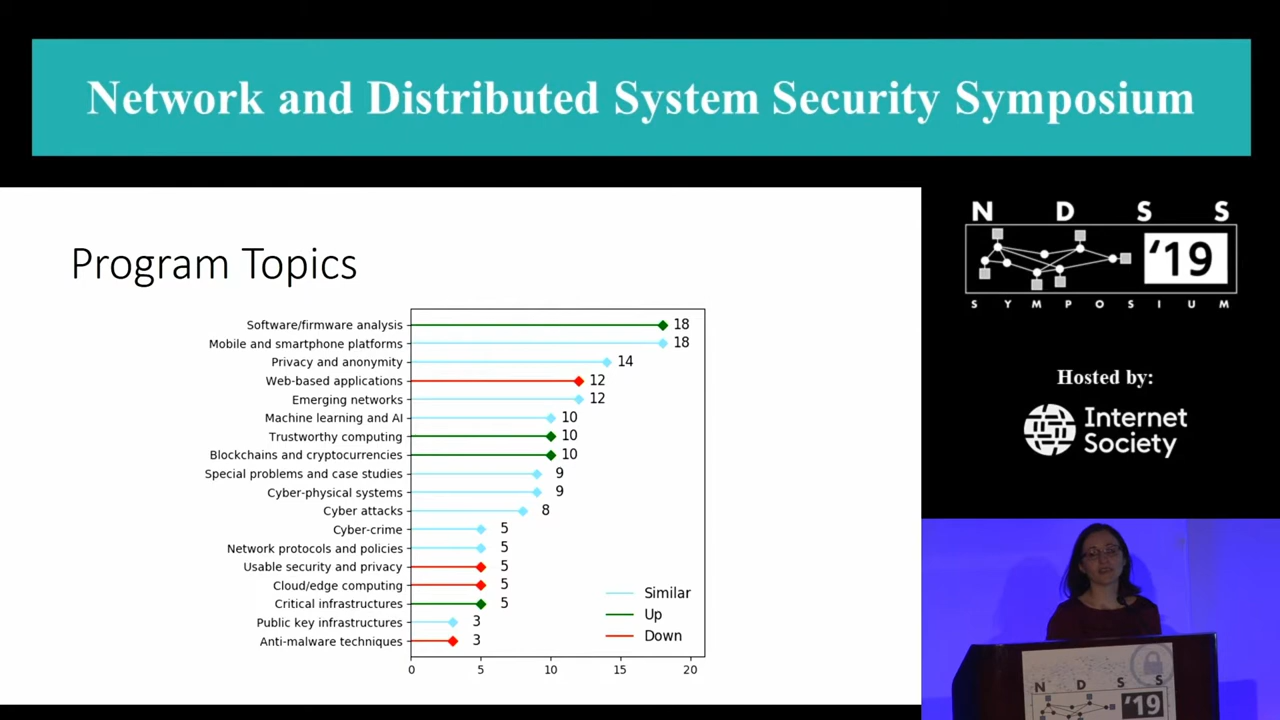 Network and Distributed System Security Symposium
Program Topics
Software/firmware analysis 18
Mobile and smartphone platforms 18
Privacy and anonymity 14
Web-based applications 12
Emerging networks 12
Machine learning and AI 10
Trustworthy computing 10
Blockchains and cryptocurrencies 10
Special problems and case studies 9
Cyber-physical systems 9
Cyber attacks 8
Cyber-crime 5
Network protocols and policies 5
Usable security and privacy 5
Cloud/edge computing 5
Critical infrastructures 5
Public key infrastructures 3
Anti-malware techniques 3
Similar
Up
Down
0 5 10 15 20
N D S S
'19
S Y M P O S I U M
Hosted by:
Internet
Society
N D S S
'19